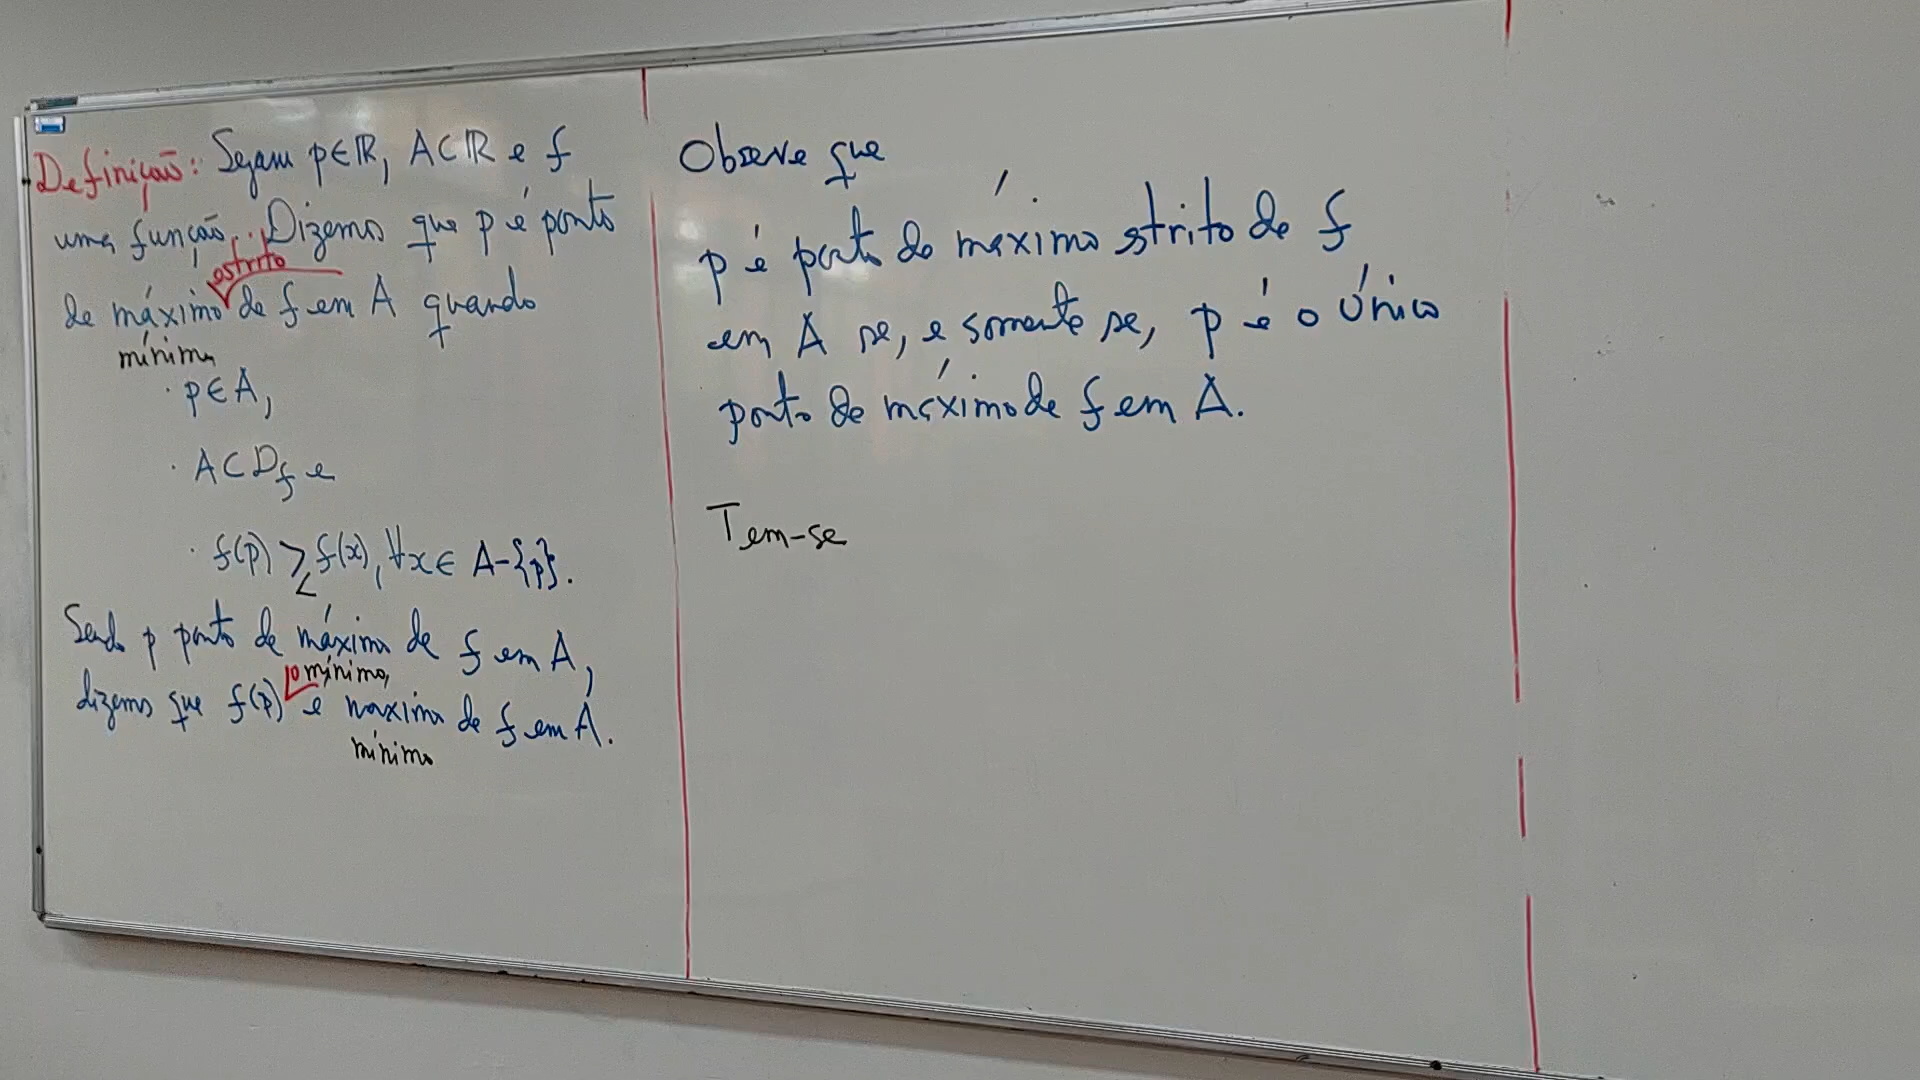 Definição: Sejam p∈ℝ, A⊂ℝ e f
uma função. Dizemos que p é ponto
estrito
de máximo de f em A quando
mínimo
· p∈A,
· A⊂D_f e
· f(p) > f(x), ∀x∈ A-{p}.
<
Sendo p ponto de máximo de f em A,
o mínimo,
dizemos que f(p) é máximo de f em A.
mínimo
Observe que
p é ponto de máximo strito de f
em A se, e somente se, p é o único
ponto de máximo de f em A.
Tem-se